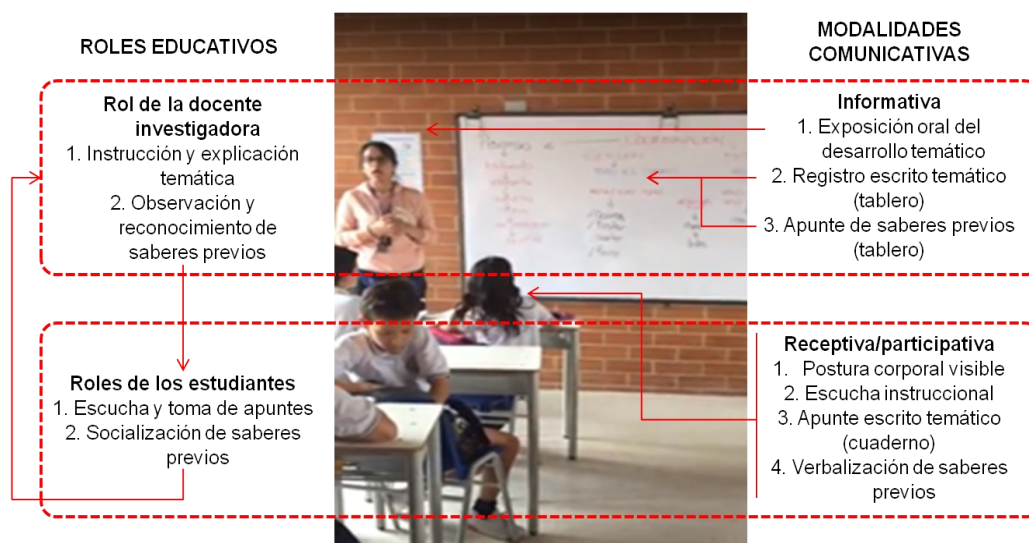 ROLES EDUCATIVOS
Rol de la docente
investigadora
1. Instrucción y explicación
temática
2. Observación y
reconocimiento de
saberes previos
Roles de los estudiantes
1. Escucha y toma de apuntes
2. Socialización de saberes
previos
COORDINACIÓN
MODALIDADES
COMUNICATIVAS
Informativa
1. Exposición oral del
desarrollo temático
2. Registro escrito temático
(tablero)
3. Apunte de saberes previos
(tablero)
Receptiva/participativa
1. Postura corporal visible
2. Escucha instruccional
3. Apunte escrito temático
(cuaderno)
4. Verbalización de saberes
previos